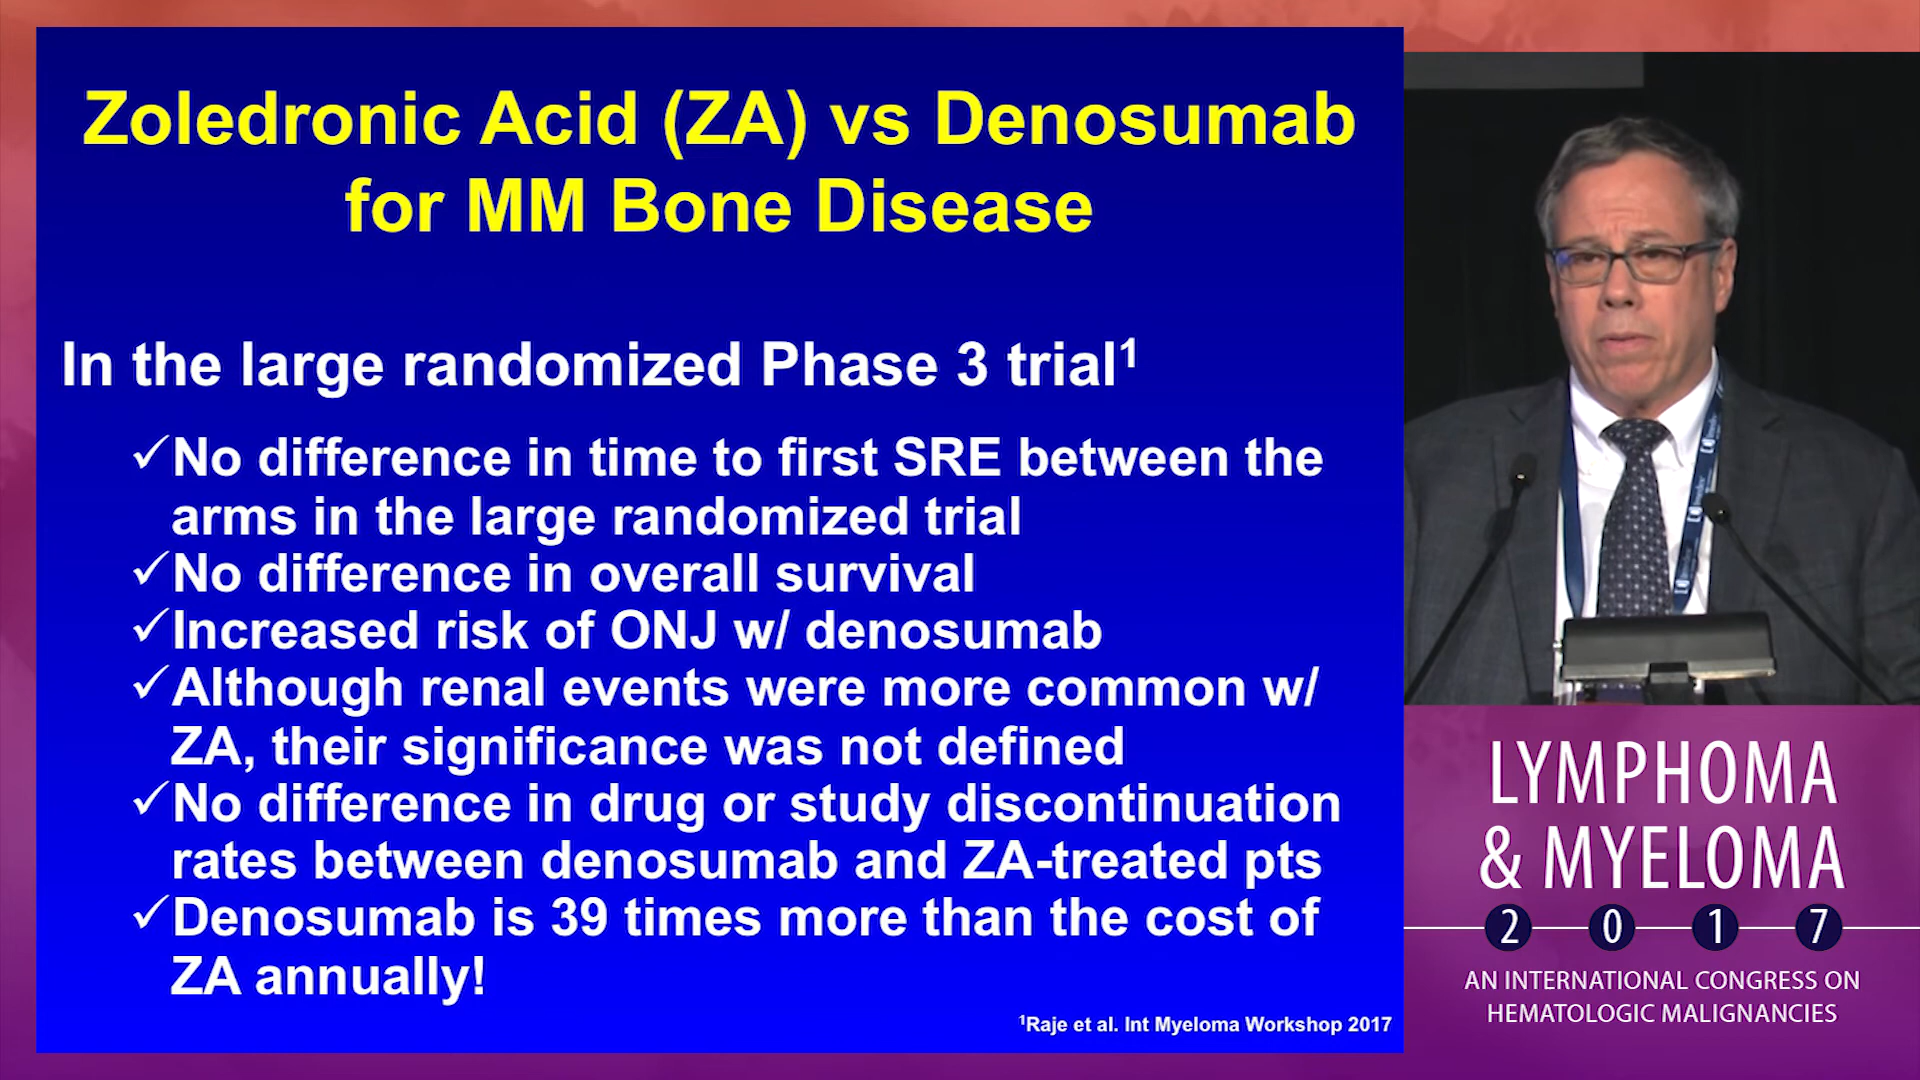 Zoledronic Acid (ZA) vs Denosumab
for MM Bone Disease
In the large randomized Phase 3 trial¹
✓No difference in time to first SRE between the
arms in the large randomized trial
✓No difference in overall survival
✓Increased risk of ONJ w/ denosumab
✓Although renal events were more common w/
ZA, their significance was not defined
✓No difference in drug or study discontinuation
rates between denosumab and ZA-treated pts
✓Denosumab is 39 times more than the cost of
ZA annually!
¹Raje et al. Int Myeloma Workshop 2017
LYMPHOMA
& MYELOMA
2 0 1 7
AN INTERNATIONAL CONGRESS ON
HEMATOLOGIC MALIGNANCIES